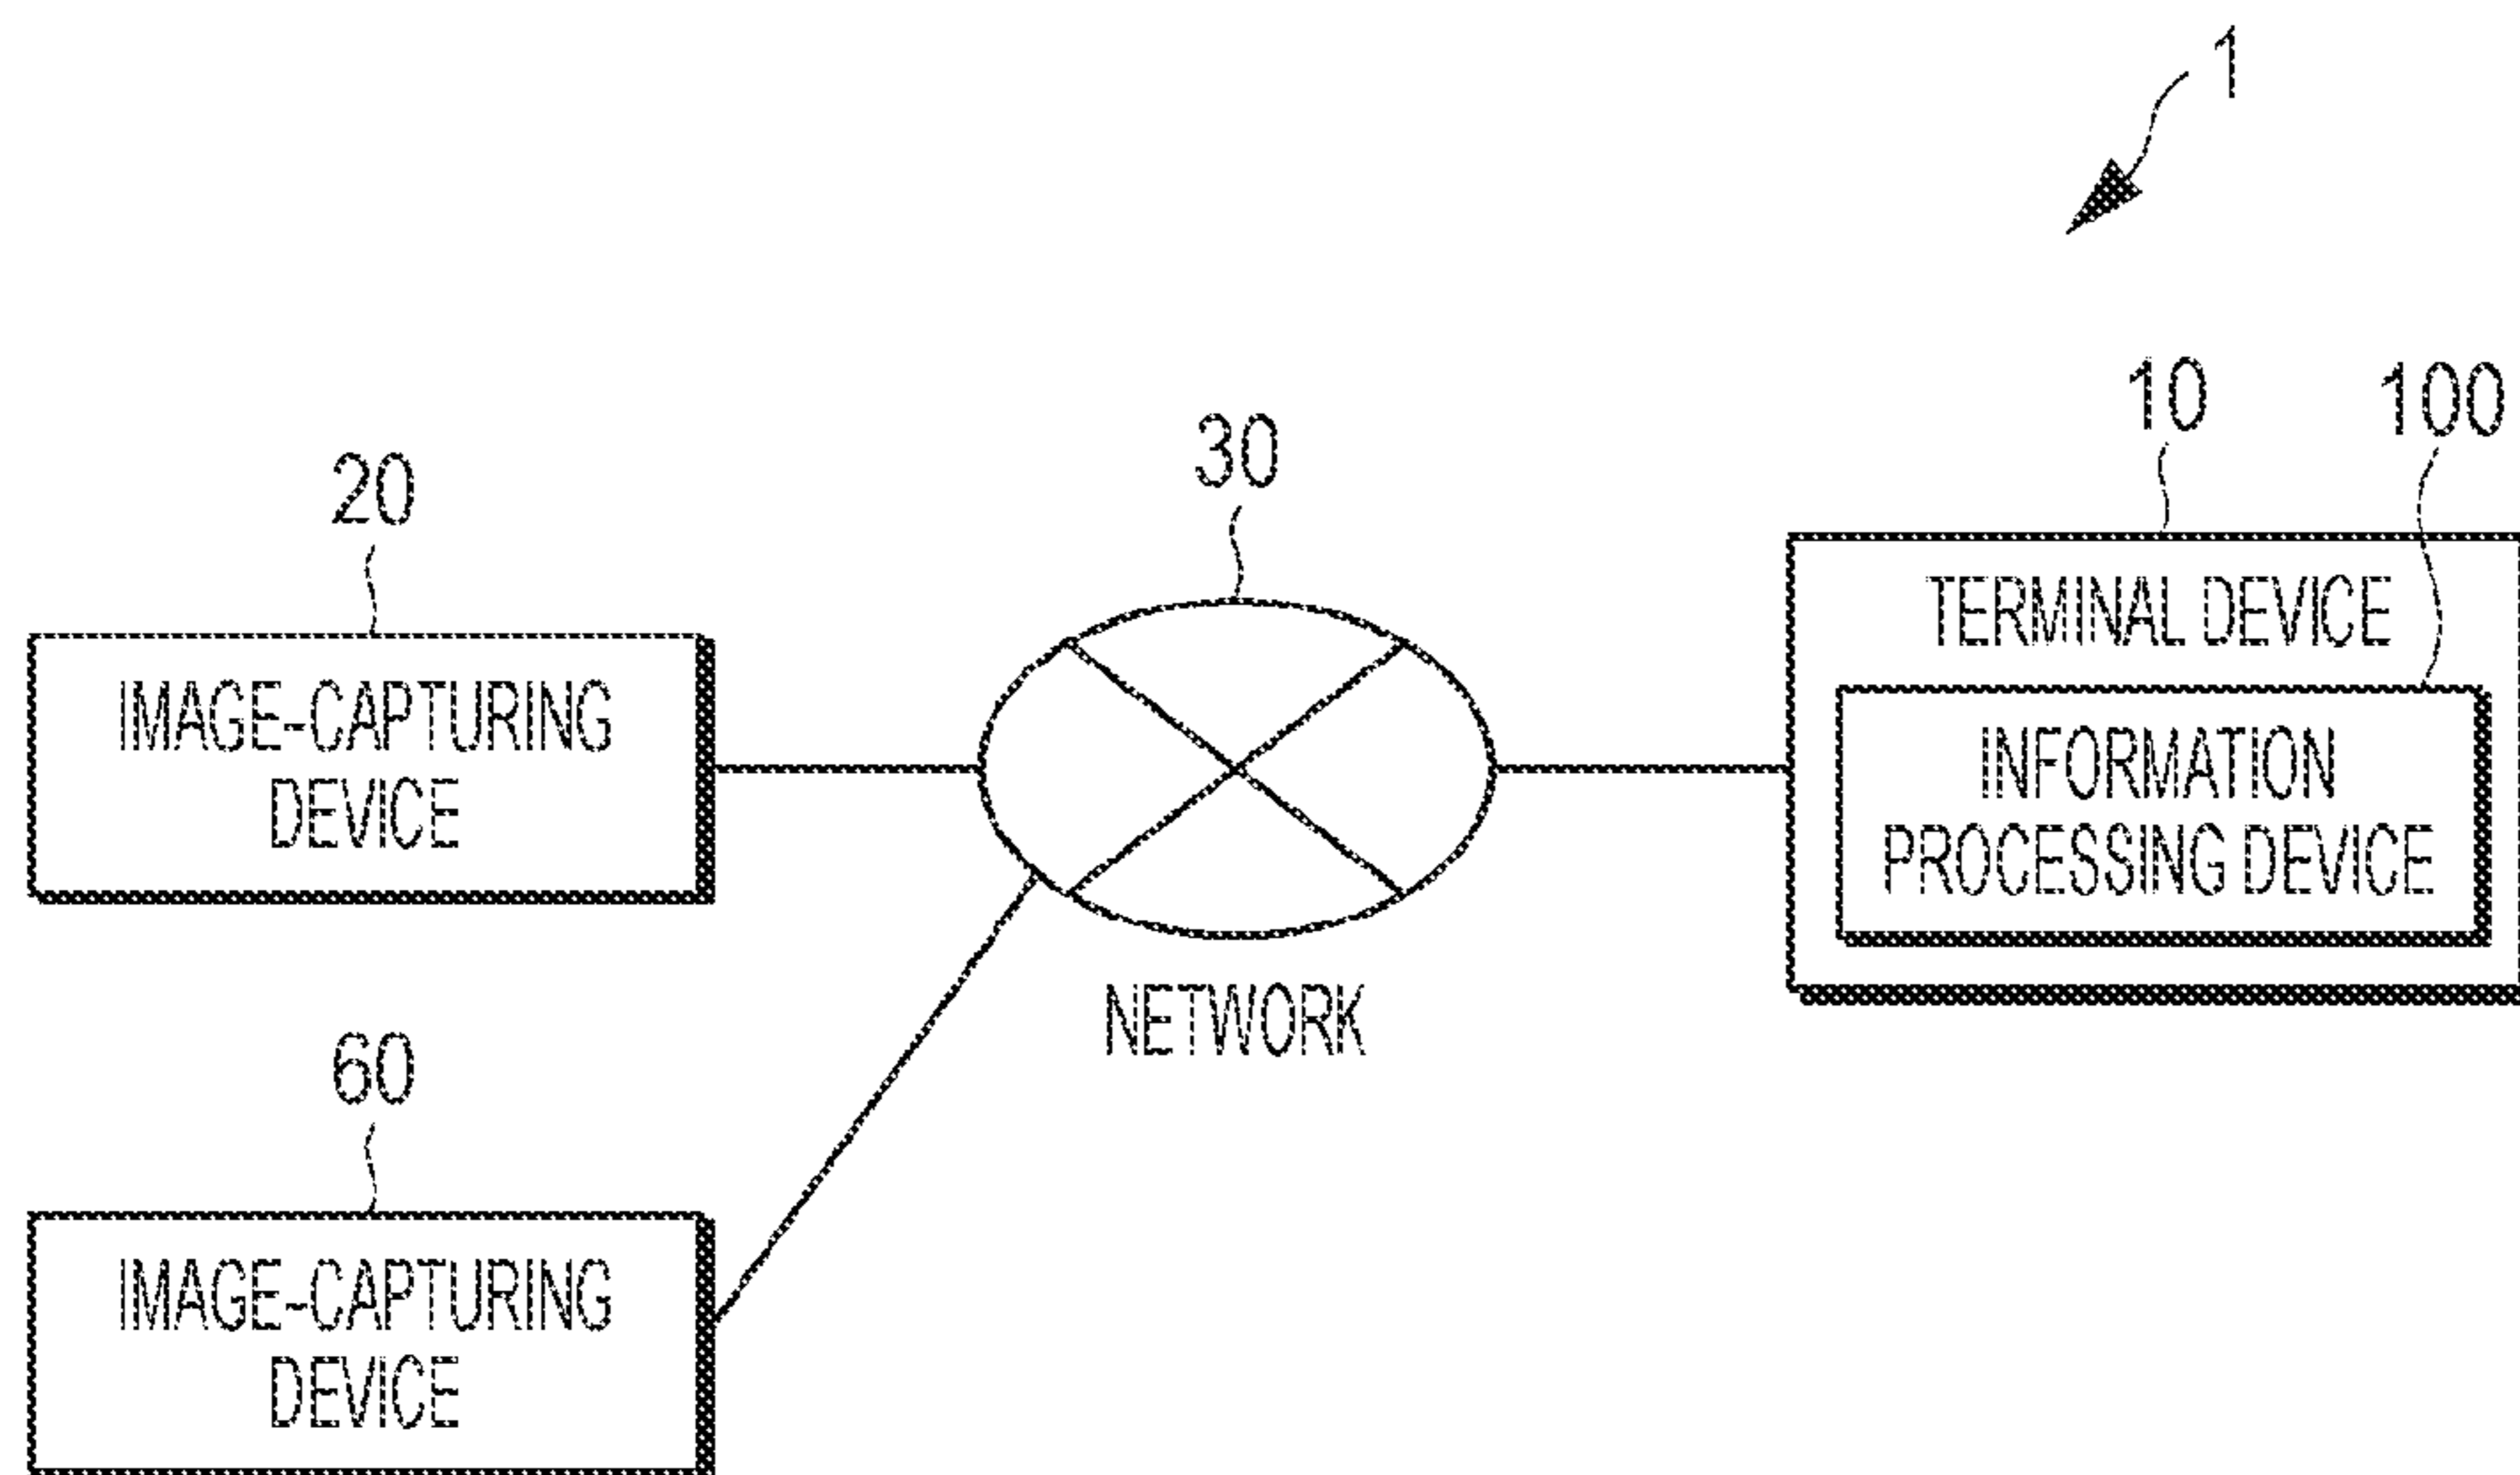 1
10
100
30
20
TERMINAL DEVICE
IMAGE-CAPTURING
DEVICE
INFORMATION
PROCESSING DEVICE
NETWORK
60
IMAGE-CAPTURING
DEVICE